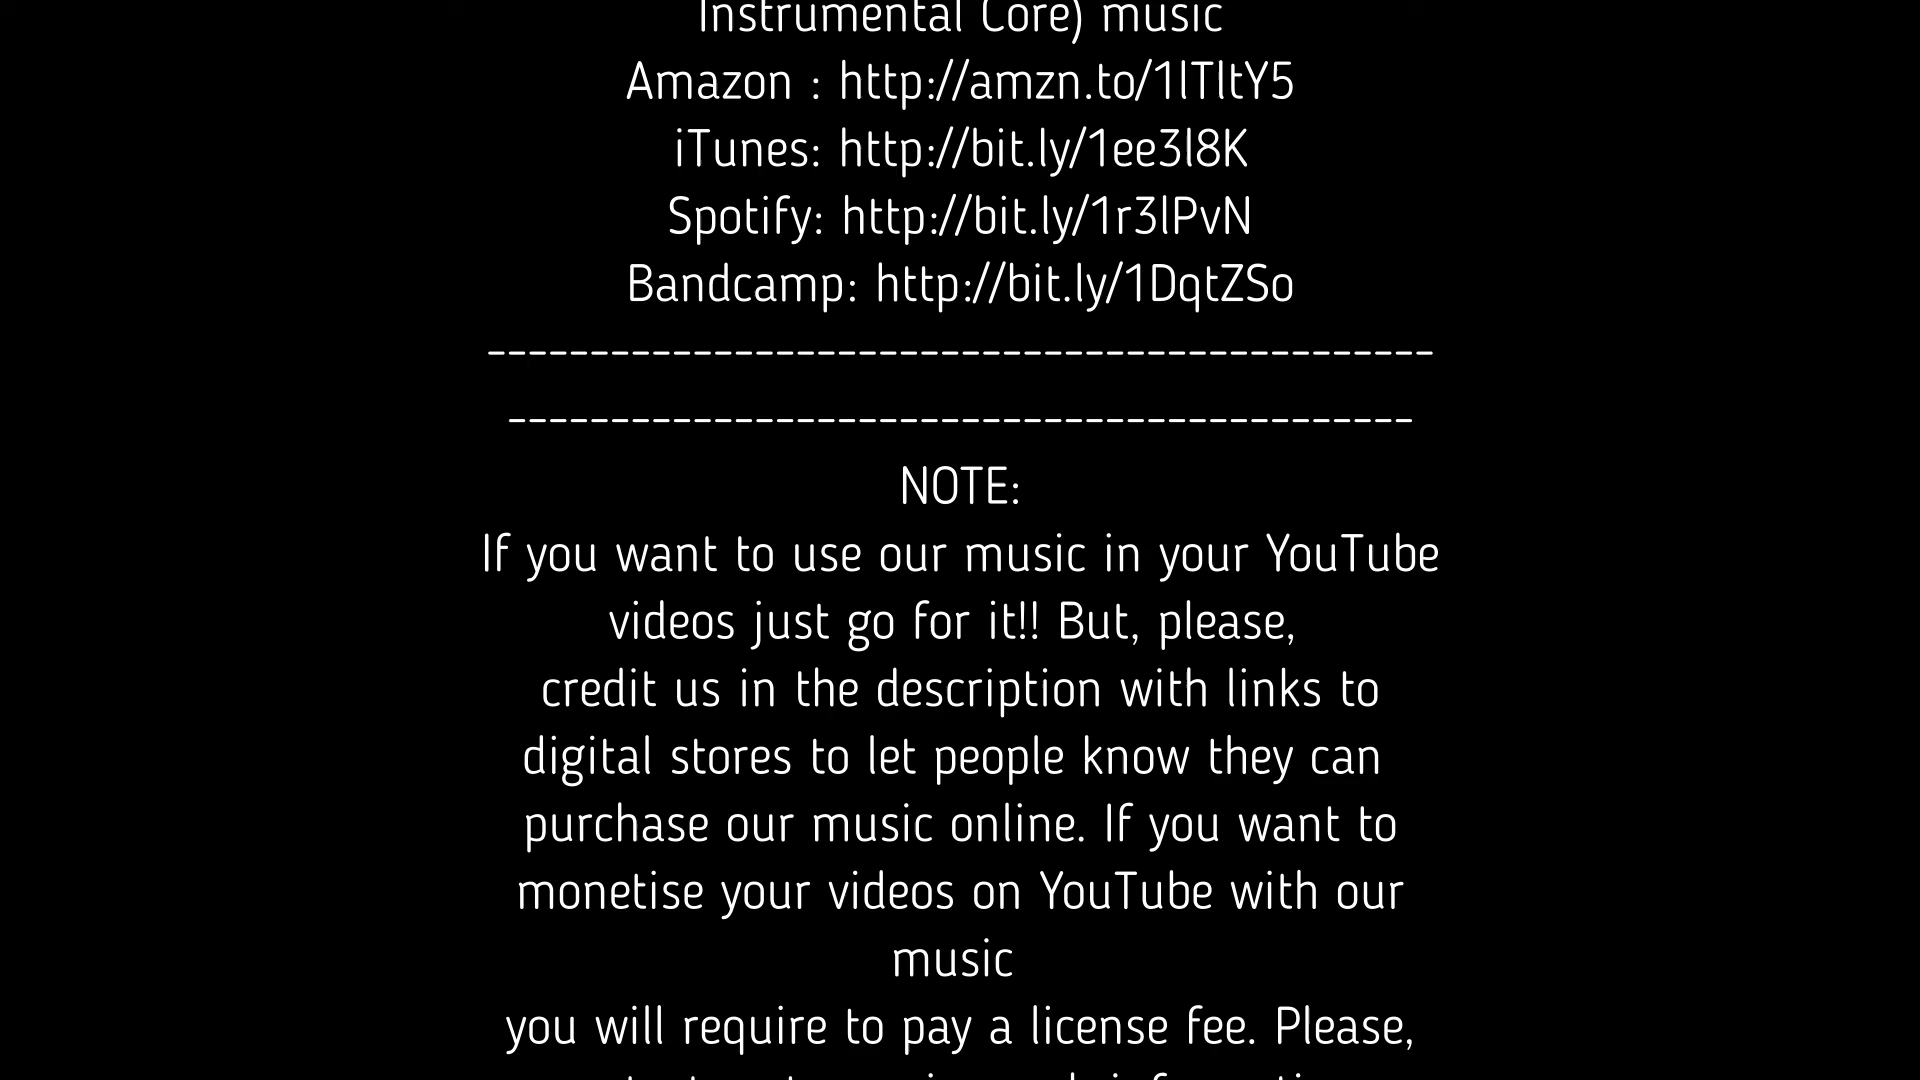 Instrumental Core) music
Amazon : http://amzn.to/1lTltY5
iTunes: http://bit.ly/1ee3l8K
Spotify: http://bit.ly/1r3lPvN
Bandcamp: http://bit.ly/1DqtZSo
----------------------------------------------
--------------------------------------------
NOTE:
If you want to use our music in your YouTube
videos just go for it!! But, please,
credit us in the description with links to
digital stores to let people know they can
purchase our music online. If you want to
monetise your videos on YouTube with our
music
you will require to pay a license fee. Please,